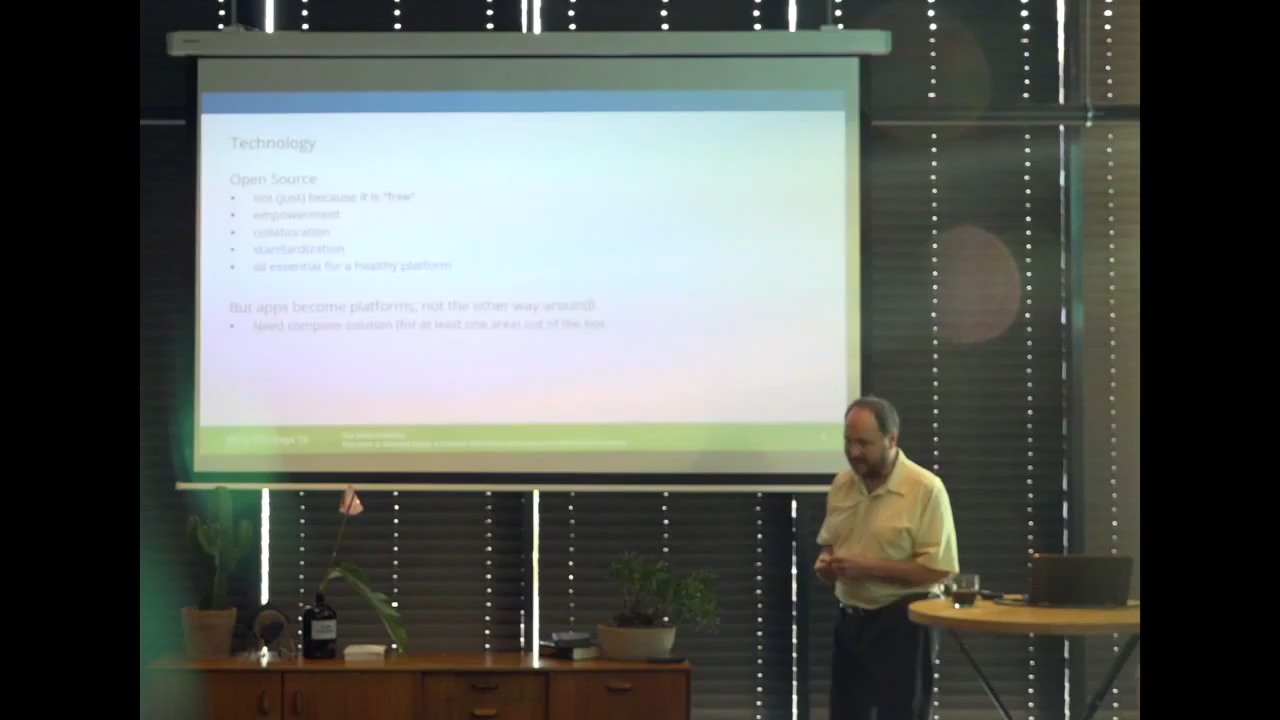 Technology
Open Source
• not (just) because it is "free"
• empowerment
• collaboration
• standardization
• all essential for a healthy platform
But apps become platforms, not the other way around!
• Need complete solution (for at least one area) out of the box